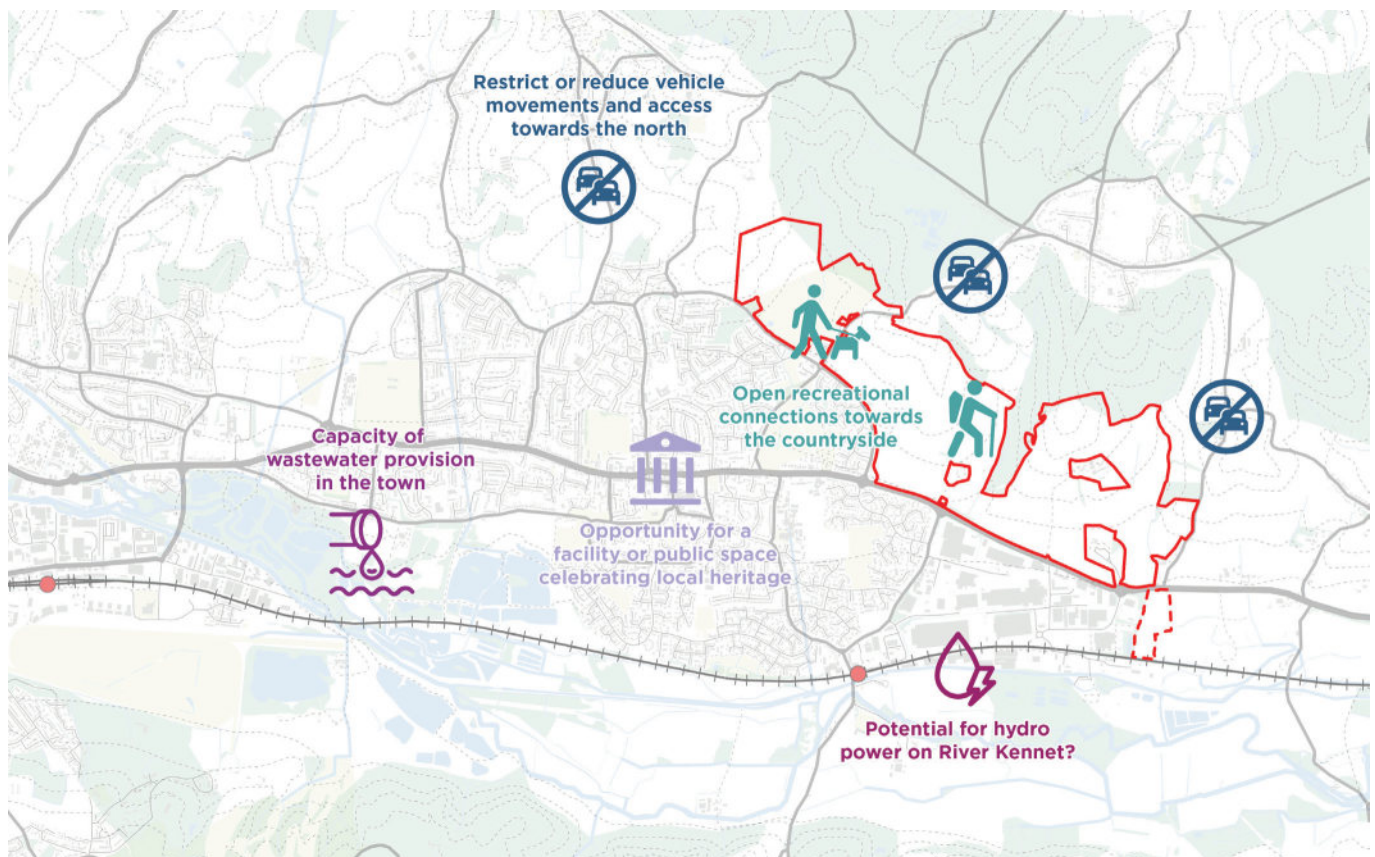 Restrict or reduce vehicle
movements and access
towards the north
Open recreational
connections towards
the countryside
Capacity of
wastewater provision
in the town
Opportunity for a
facility or public space
celebrating local heritage
Potential for hydro
power on River Kennet?